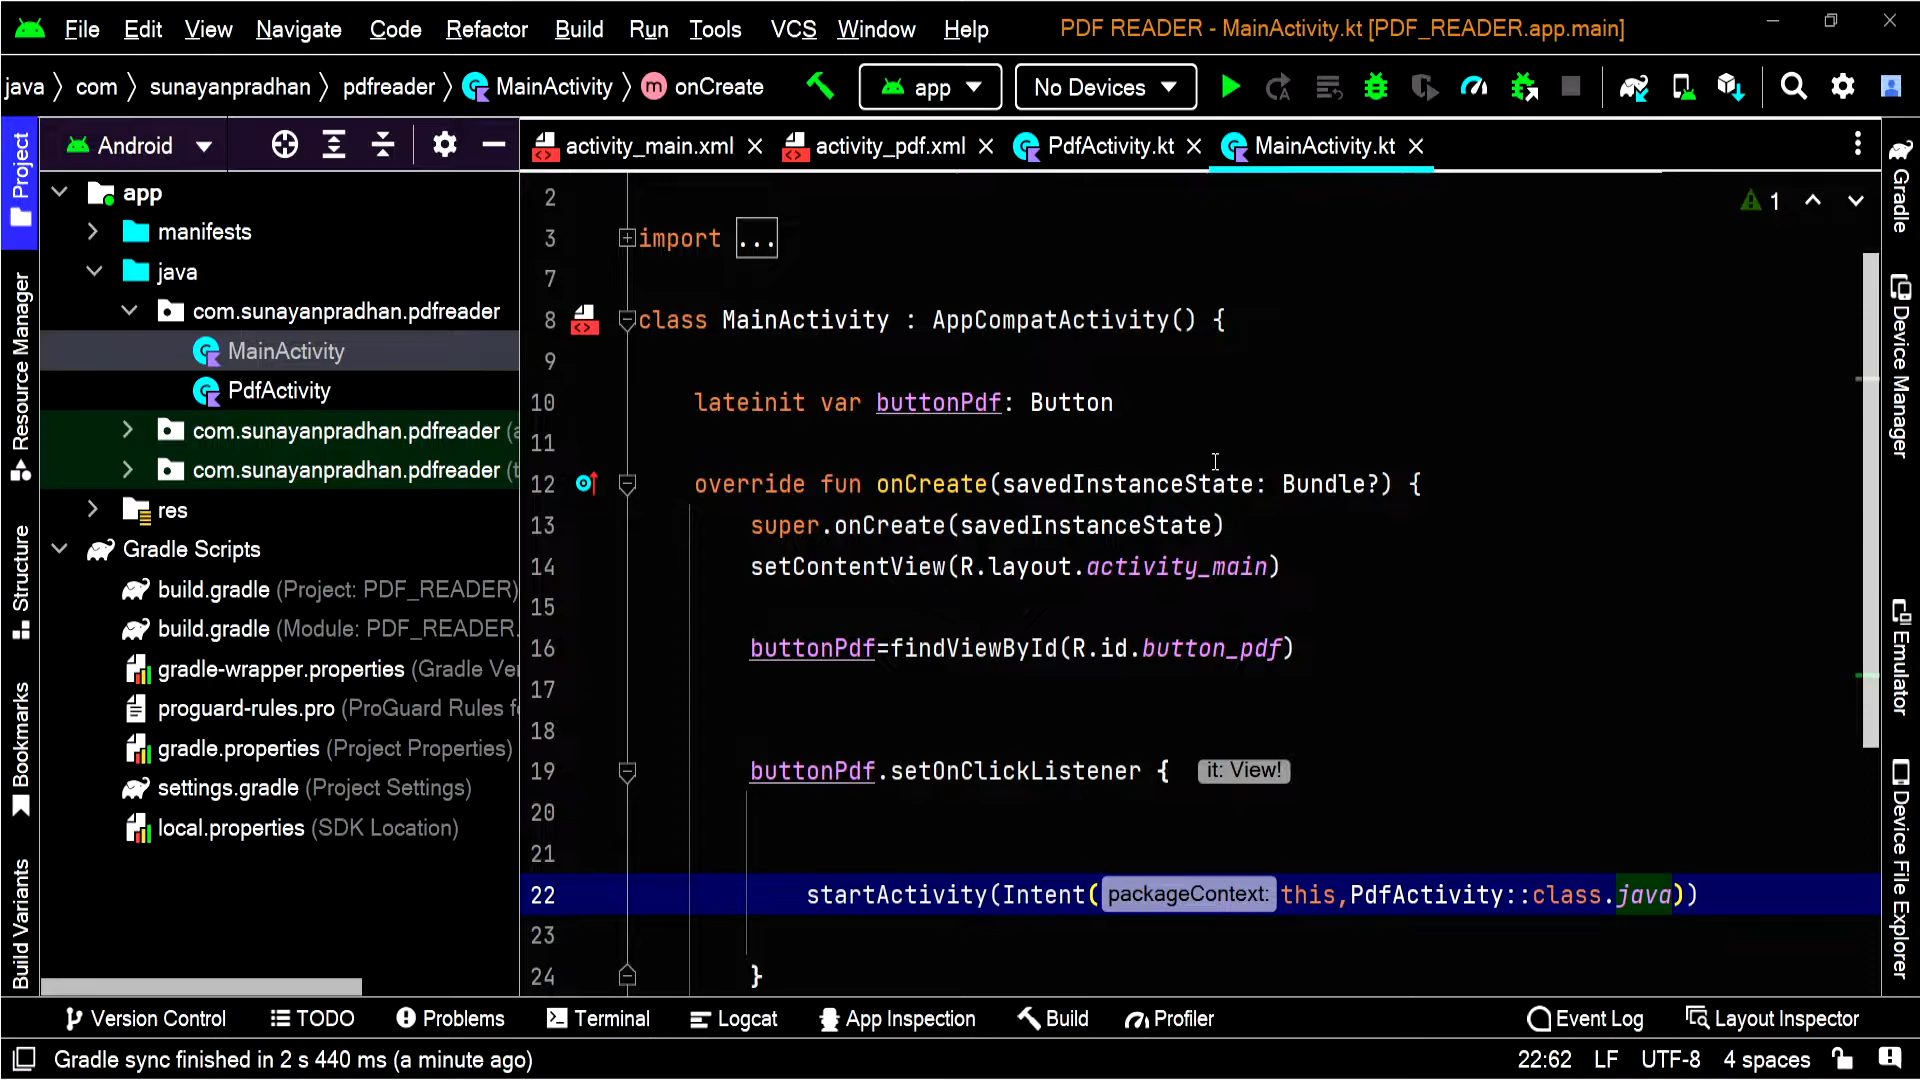 File Edit View Navigate Code Refactor Build Run Tools VCS Window Help PDF READER - MainActivity.kt [PDF_READER.app.main]
java com sunayanpradhan pdfreader MainActivity m onCreate app No Devices
Android
activity_main.xml activity_pdf.xml PdfActivity.kt MainActivity.kt
Project
Resource Manager
Structure
Bookmarks
Build Variants
app
manifests
java
com.sunayanpradhan.pdfreader
MainActivity
PdfActivity
com.sunayanpradhan.pdfreader (a
com.sunayanpradhan.pdfreader (t
res
Gradle Scripts
build.gradle (Project: PDF_READER)
build.gradle (Module: PDF_READER.
gradle-wrapper.properties (Gradle Ver
proguard-rules.pro (ProGuard Rules f
gradle.properties (Project Properties)
settings.gradle (Project Settings)
local.properties (SDK Location)
1
2
3 import ...
7
8 class MainActivity : AppCompatActivity() {
9
10 lateinit var buttonPdf: Button
11
12 override fun onCreate(savedInstanceState: Bundle?) {
13 super.onCreate(savedInstanceState)
14 setContentView(R.layout.activity_main)
15
16 buttonPdf=findViewById(R.id.button_pdf)
17
18
19 buttonPdf.setOnClickListener { it: View!
20
21
22 startActivity(Intent( packageContext: this,PdfActivity::class.java))
23
24 }
Gradle
Device Manager
Emulator
Device File Explorer
Version Control TODO Problems Terminal Logcat App Inspection Build Profiler Event Log Layout Inspector
Gradle sync finished in 2 s 440 ms (a minute ago) 22:62 LF UTF-8 4 spaces